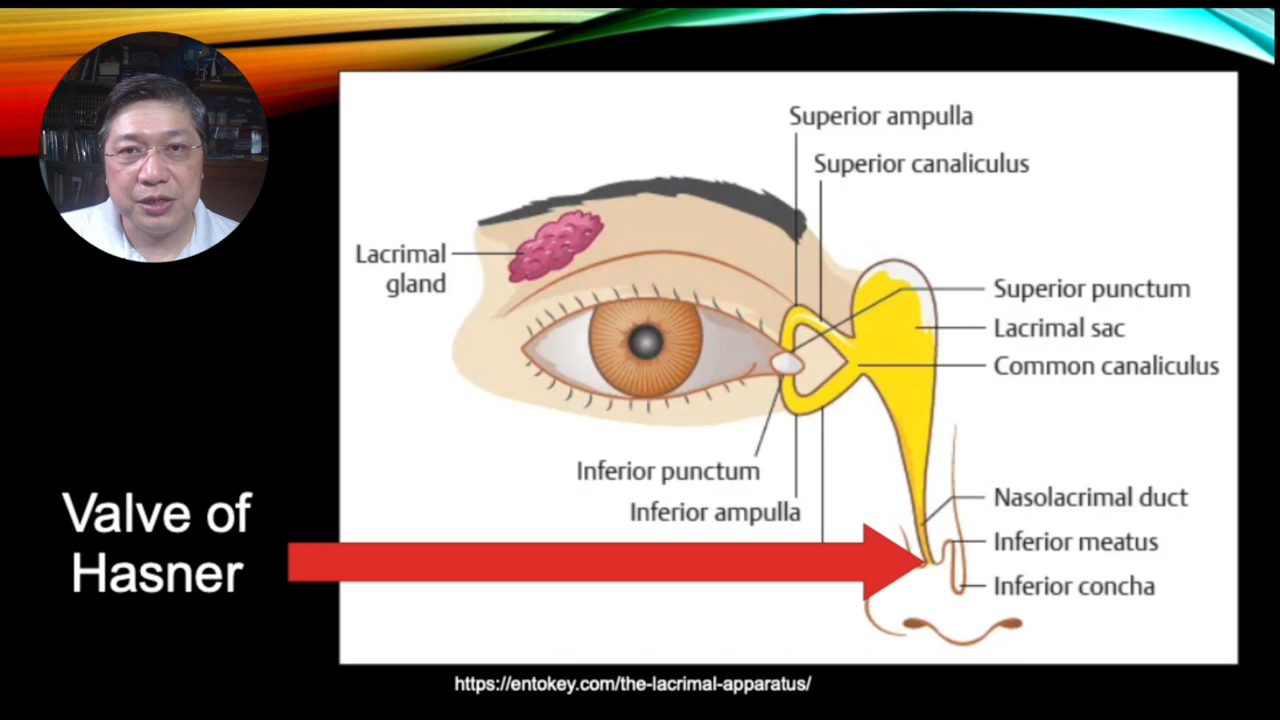 Superior ampulla
Superior canaliculus
Lacrimal
gland
Superior punctum
Lacrimal sac
Common canaliculus
Inferior punctum
Inferior ampulla
Nasolacrimal duct
Inferior meatus
Inferior concha
Valve of
Hasner
https://entokey.com/the-lacrimal-apparatus/